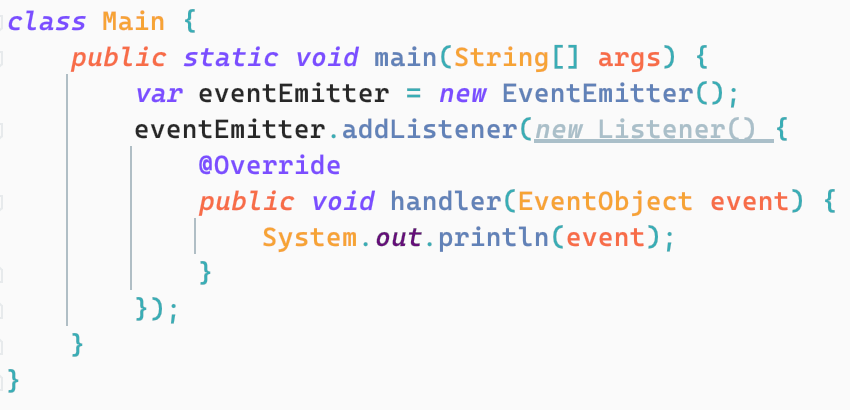 class Main {
public static void main(String[] args) {
var eventEmitter = new EventEmitter();
eventEmitter.addListener(new Listener() {
@Override
public void handler(EventObject event) {
System.out.println(event);
}
});
}
}